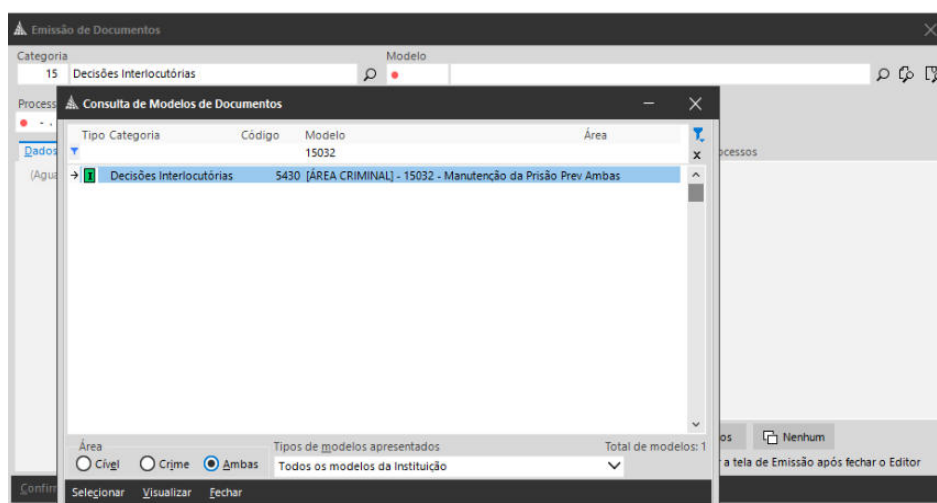 Emissão de Documentos
Categoria Modelo
15 Decisões Interlocutórias
Process
Consulta de Modelos de Documentos
Tipo Categoria Código Modelo Área
Dados 15032 x ocessos
(Agua I Decisões Interlocutórias 5430 [ÁREA CRIMINAL] - 15032 - Manutenção da Prisão Prev Ambas
Área Tipos de modelos apresentados Total de modelos: 1
os Nenhum
Cível Crime Ambas Todos os modelos da Instituição
a tela de Emissão após fechar o Editor
Confirm Selecionar Visualizar Fechar